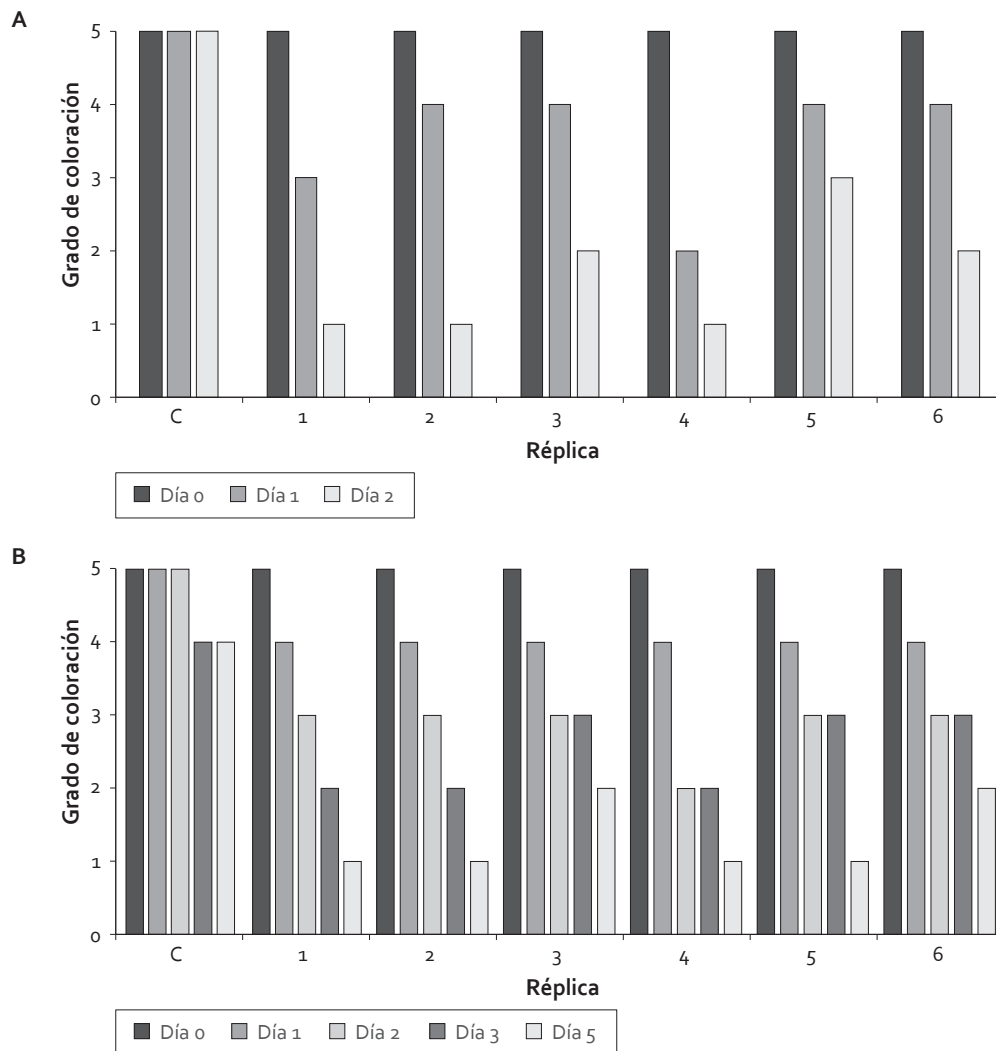 A
Grado de coloración
5
4
3
2
1
0
C 1 2 3 4 5 6
Réplica
Día 0 Día 1 Día 2
B
Grado de coloración
5
4
3
2
1
0
C 1 2 3 4 5 6
Réplica
Día 0 Día 1 Día 2 Día 3 Día 5